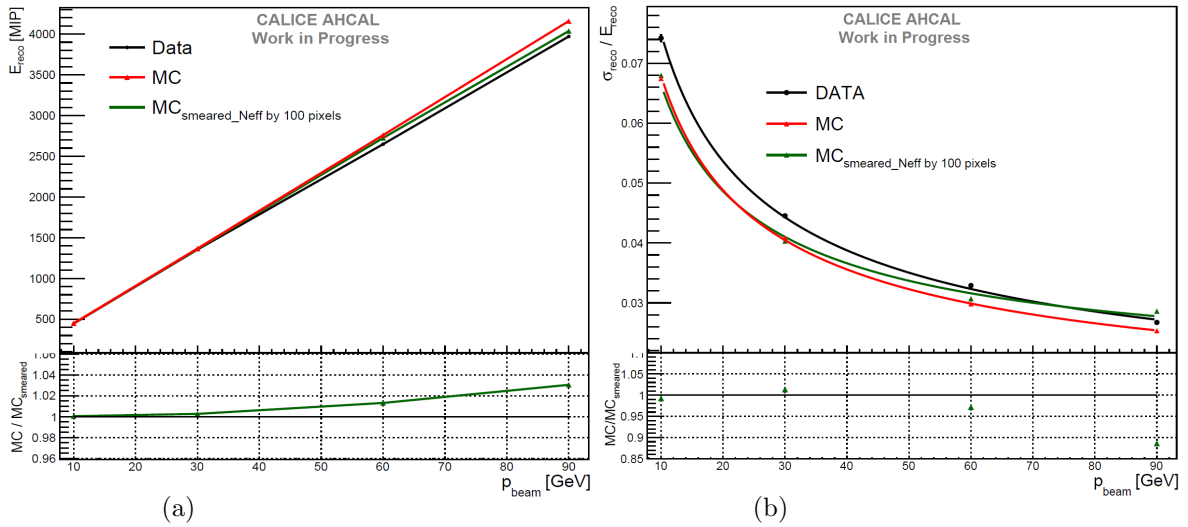 CALICE AHCAL
Work in Progress
E_reco [MIP]
Data
MC
MC_smeared_Neff by 100 pixels
4000
3500
3000
2500
2000
1500
1000
500
1.06
1.04
1.02
1
0.98
0.96
MC / MC_smeared
10 20 30 40 50 60 70 80 90
p_beam [GeV]
(a)
CALICE AHCAL
Work in Progress
σ_reco / E_reco
DATA
MC
MC_smeared_Neff by 100 pixels
0.07
0.06
0.05
0.04
0.03
1.1
1.05
1
0.95
0.9
0.85
MC/MC_smeared
10 20 30 40 50 60 70 80 90
p_beam [GeV]
(b)